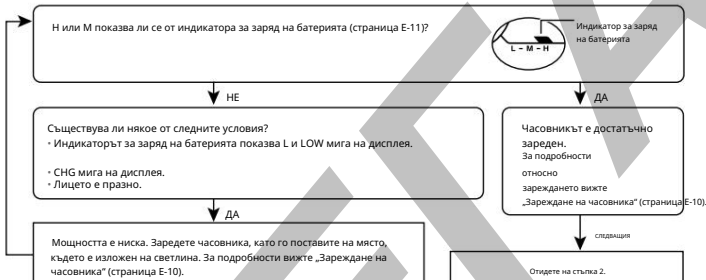 Н или М показва ли се от индикатора за заряд на батерията (страница Е-11)?
Индикатор за заряд
на батерията
L – M – H
НЕ
ДА
Съществува ли някое от следните условия?
• Индикаторът за заряд на батерията показва L и LOW мига на дисплея.
• CHG мига на дисплея.
• Лицето е празно.
Часовникът е достатъчно
зареден.
За подробности
относно
зареждането вижте
„Зареждане на часовника" (страница Е-10).
ДА
СЛЕДВАЩИЯ
Мощността е ниска. Заредете часовника, като го поставите на място,
където е изложен на светлина. За подробности вижте „Зареждане на
часовника" (страница Е-10).
Отидете на стъпка 2.